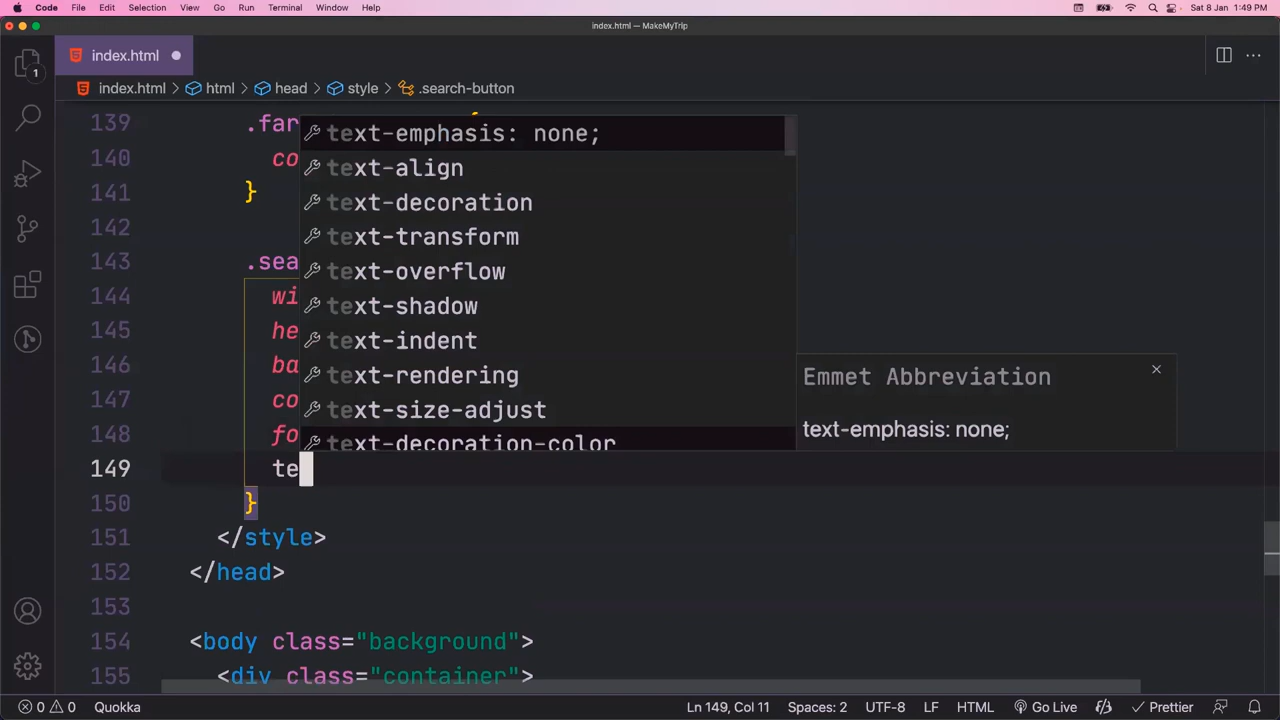 Code File Edit Selection View Go Run Terminal Window Help Sat 8 Jan 1:49 PM
index.html — MakeMyTrip
index.html
index.html > html > head > style > .search-button
1
139 .far {
text-emphasis: none;
140 co
text-align
141 }
text-decoration
142
text-transform
143 .sea
text-overflow
144 wi
text-shadow
145 he
text-indent
146 ba
text-rendering
Emmet Abbreviation
147 co
text-size-adjust
148 fo
text-decoration-color
text-emphasis: none;
149 te
150 }
151 </style>
152 </head>
153
154 <body class="background">
155 <div class="container">
0 0 Quokka Ln 149, Col 11 Spaces: 2 UTF-8 LF HTML Go Live Prettier